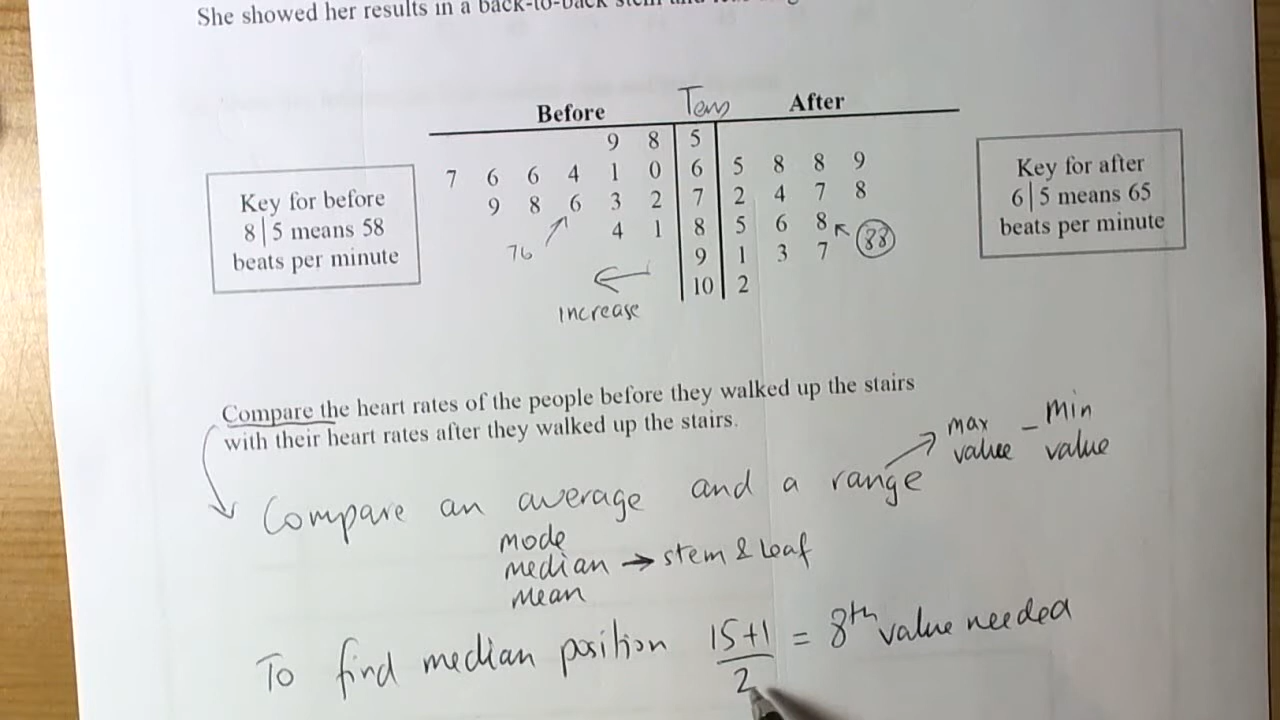 She showed her results in a back-to-back stem and leaf
Before Tens After
9 8 5
7 6 6 4 1 0 6 5 8 8 9
9 8 6 3 2 7 2 4 7 8
4 1 8 5 6 8 88
76 9 1 3 7
10 2
Increase
Key for before
8|5 means 58
beats per minute
Key for after
6|5 means 65
beats per minute
Compare the heart rates of the people before they walked up the stairs
with their heart rates after they walked up the stairs.
Compare an average and a range → max value - min value
mode
median → stem & leaf
mean
To find median position 15+1/2 = 8th value needed